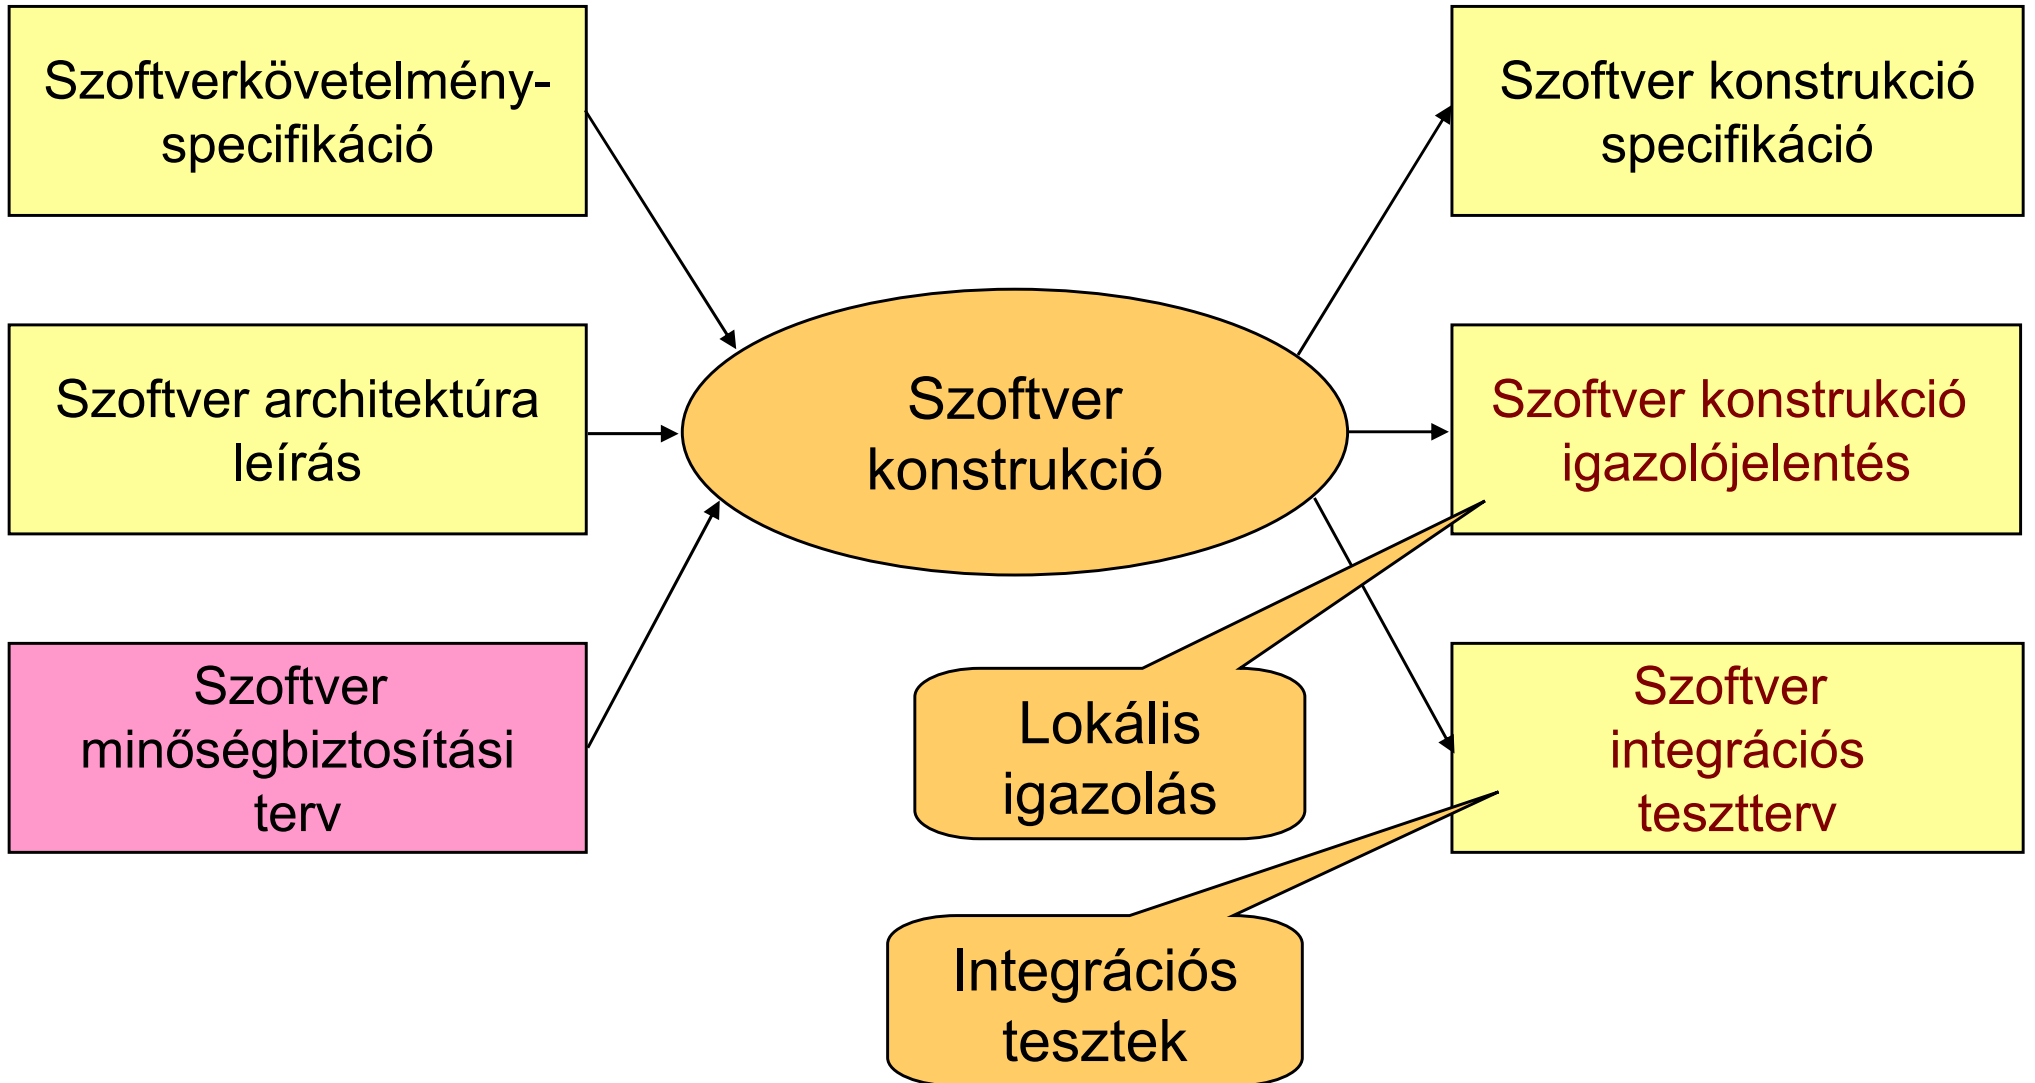 Szoftverkövetelmény-
specifikáció
Szoftver konstrukció
specifikáció
Szoftver architektúra
leírás
Szoftver
konstrukció
Szoftver konstrukció
igazolójelentés
Szoftver
minőségbiztosítási
terv
Lokális
igazolás
Szoftver
integrációs
tesztterv
Integrációs
tesztek